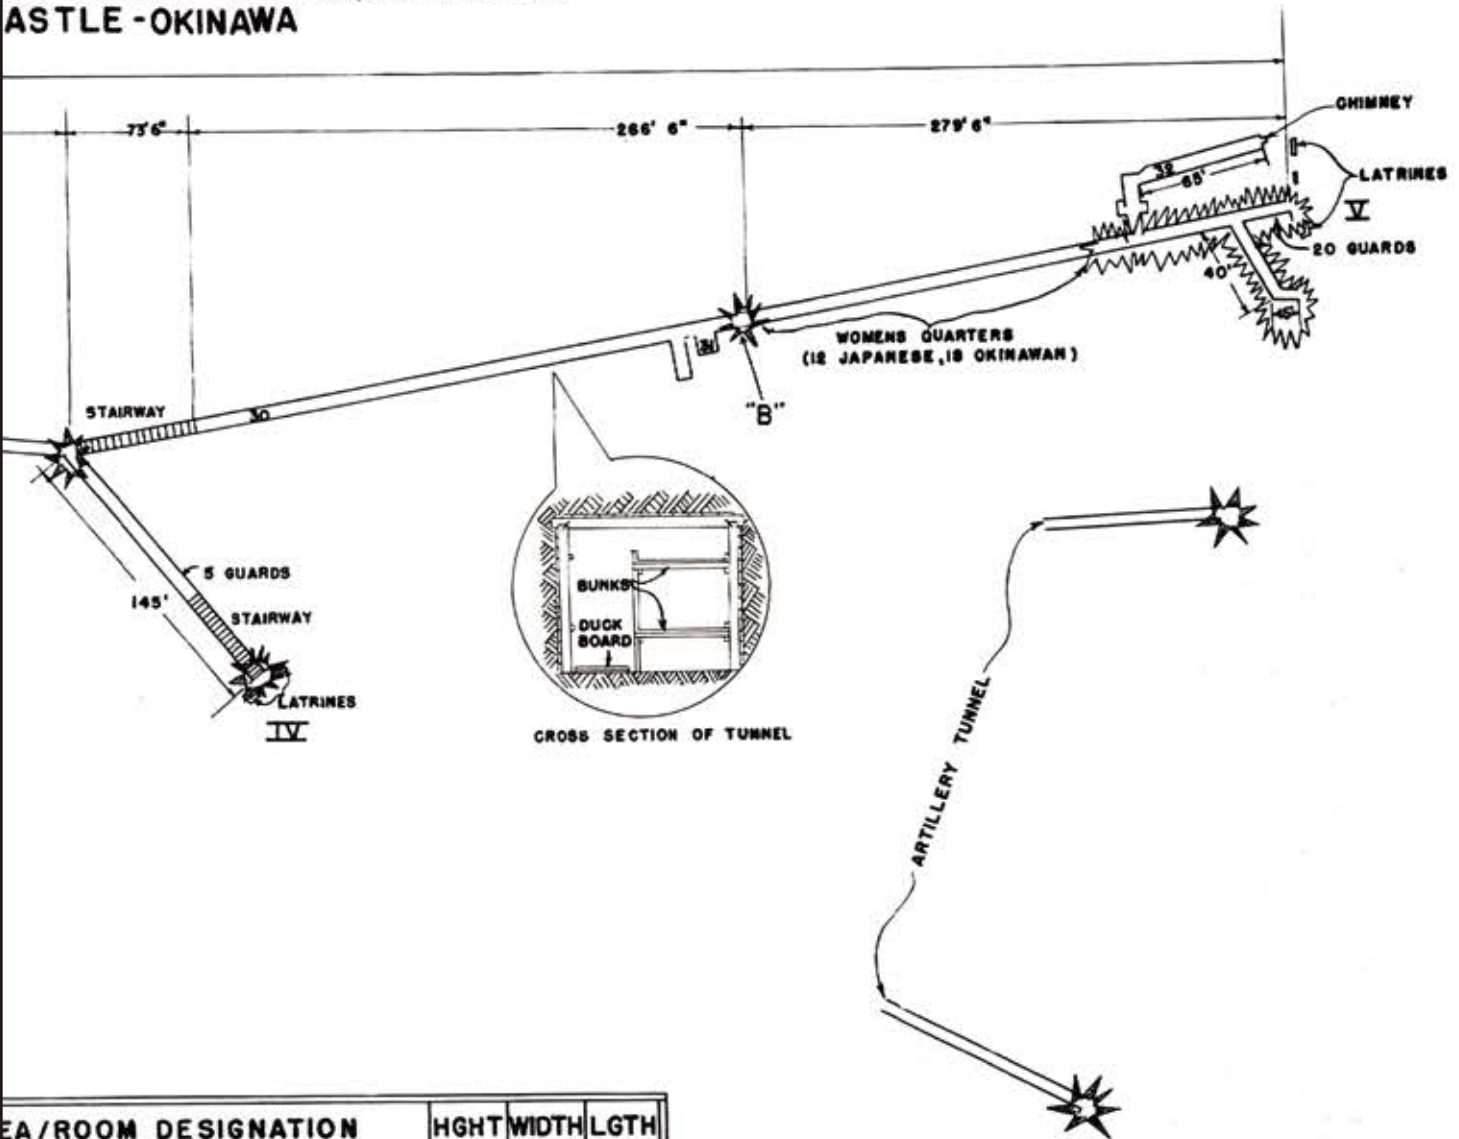 ASTLE - OKINAWA
73'6"
266' 6"
279' 6"
CHIMNEY
32
65'
LATRINES
V
20 GUARDS
40'
WOMENS QUARTERS
(12 JAPANESE, 18 OKINAWAN)
"B"
STAIRWAY
30
5 GUARDS
145'
STAIRWAY
LATRINES
IV
BUNKS
DUCK
BOARD
CROSS SECTION OF TUNNEL
ARTILLERY TUNNEL
EA/ROOM DESIGNATION HGHT WIDTH LGTH